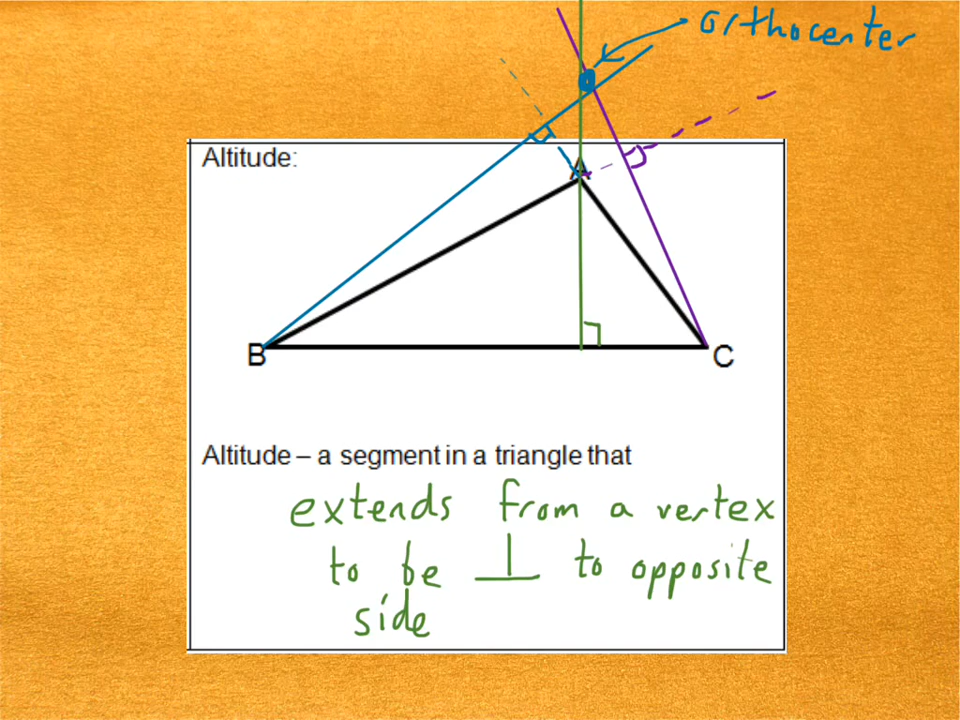 orthocenter
Altitude:
A
B
C
Altitude – a segment in a triangle that
extends from a vertex
to be ⊥ to opposite
side